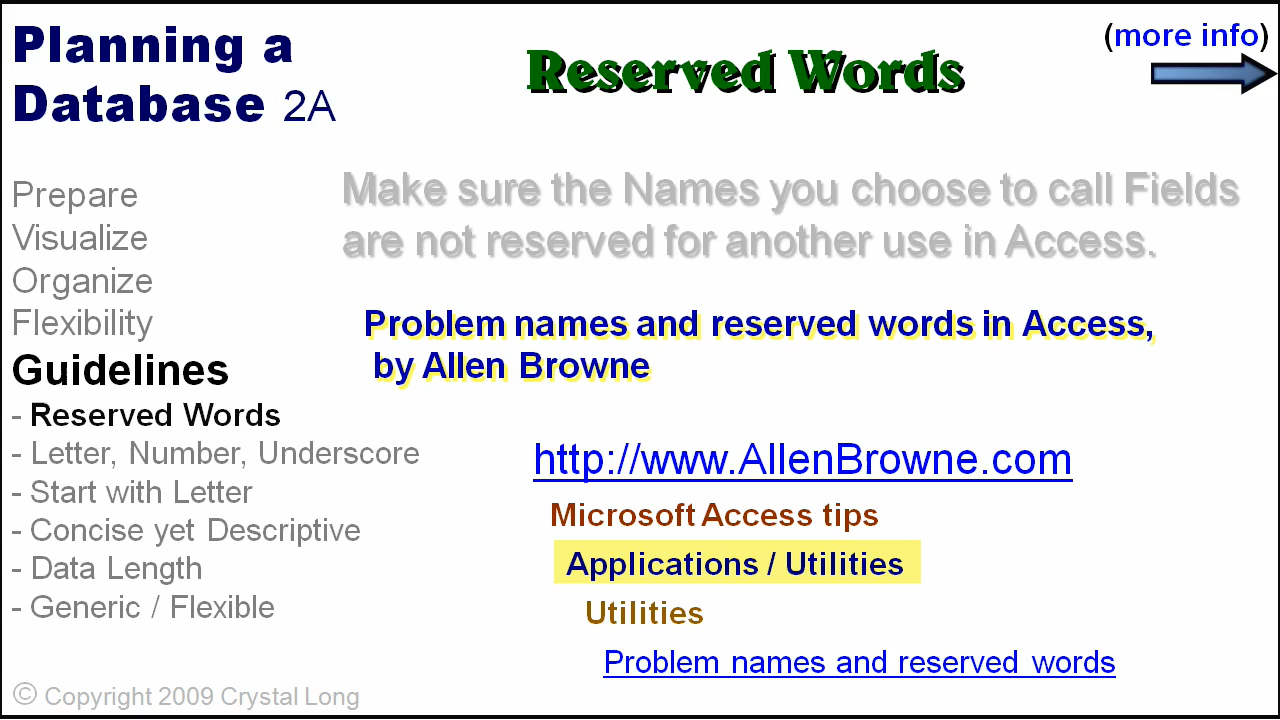 Planning a
Database 2A
Reserved Words
(more info)
Prepare
Visualize
Organize
Flexibility
Guidelines
- Reserved Words
- Letter, Number, Underscore
- Start with Letter
- Concise yet Descriptive
- Data Length
- Generic / Flexible
Make sure the Names you choose to call Fields
are not reserved for another use in Access.
Problem names and reserved words in Access,
by Allen Browne
http://www.AllenBrowne.com
Microsoft Access tips
Applications / Utilities
Utilities
Problem names and reserved words
© Copyright 2009 Crystal Long